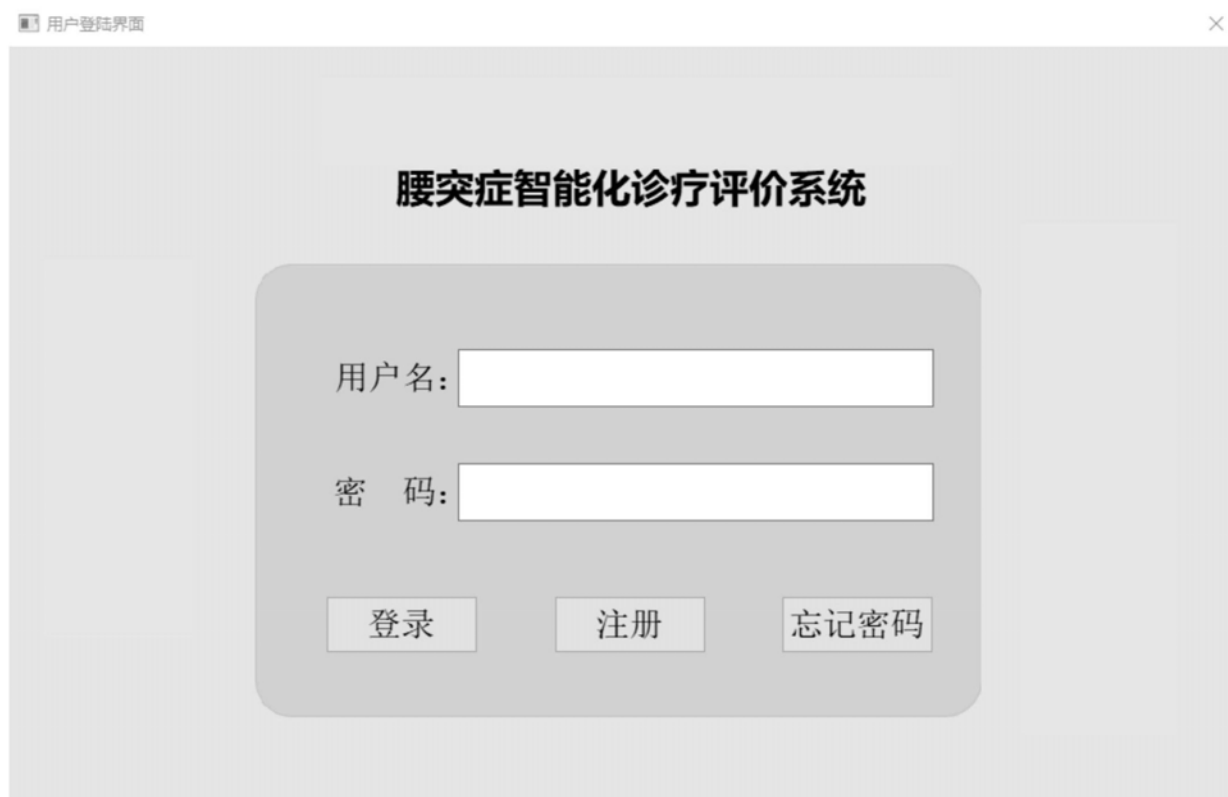 用户登陆界面
腰突症智能化诊疗评价系统
用户名：
密 码：
登录 注册 忘记密码